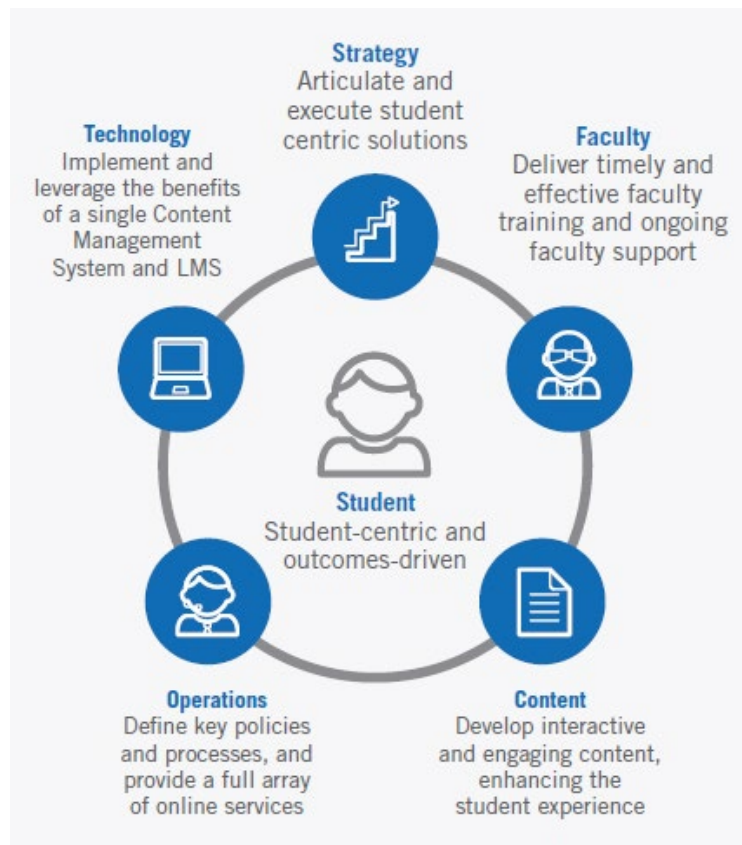 Strategy
Articulate and
execute student
centric solutions
Technology
Implement and
leverage the benefits
of a single Content
Management
System and LMS
Faculty
Deliver timely and
effective faculty
training and ongoing
faculty support
Student
Student-centric and
outcomes-driven
Operations
Define key policies
and processes, and
provide a full array
of online services
Content
Develop interactive
and engaging content,
enhancing the
student experience